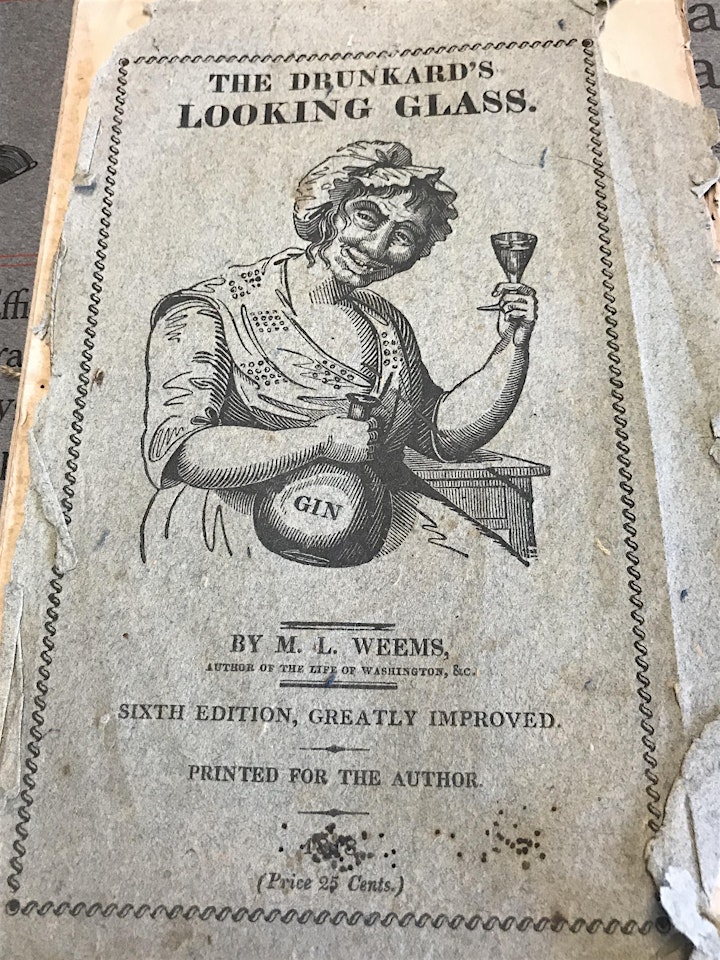 THE DRUNKARD'S
LOOKING GLASS.
GIN
BY M. L. WEEMS,
AUTHOR OF THE LIFE OF WASHINGTON, &c.
SIXTH EDITION, GREATLY IMPROVED.
PRINTED FOR THE AUTHOR.
(Price 25 Cents.)